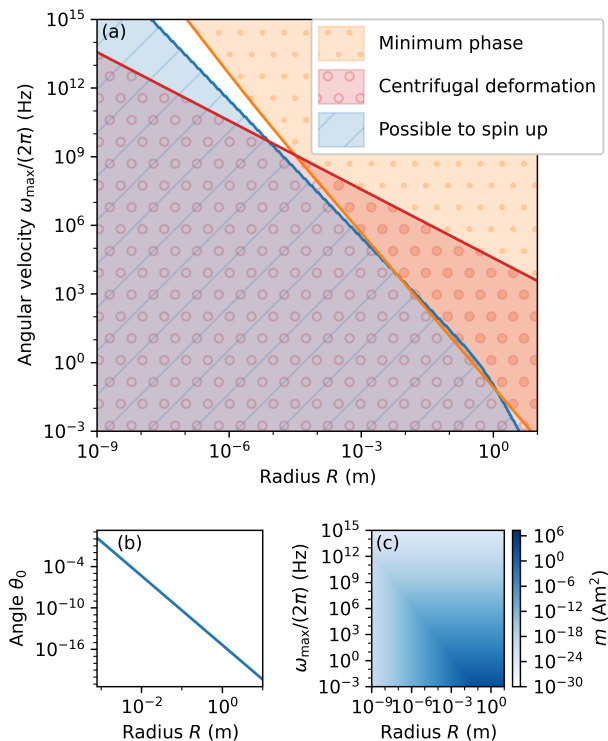 (a)
Minimum phase
Centrifugal deformation
Possible to spin up
Angular velocity ω_max/(2π) (Hz)
10^15
10^12
10^9
10^6
10^3
10^0
10^−3
10^−9
10^−6
10^−3
10^0
Radius R (m)
(b)
Angle θ_0
10^−4
10^−10
10^−16
10^−2
10^0
Radius R (m)
(c)
ω_max/(2π) (Hz)
10^15
10^12
10^9
10^6
10^3
10^0
10^−3
10^−9
10^−6
10^−3
10^0
Radius R (m)
10^6
10^0
10^−6
10^−12
10^−18
10^−24
10^−30
m (Am^2)